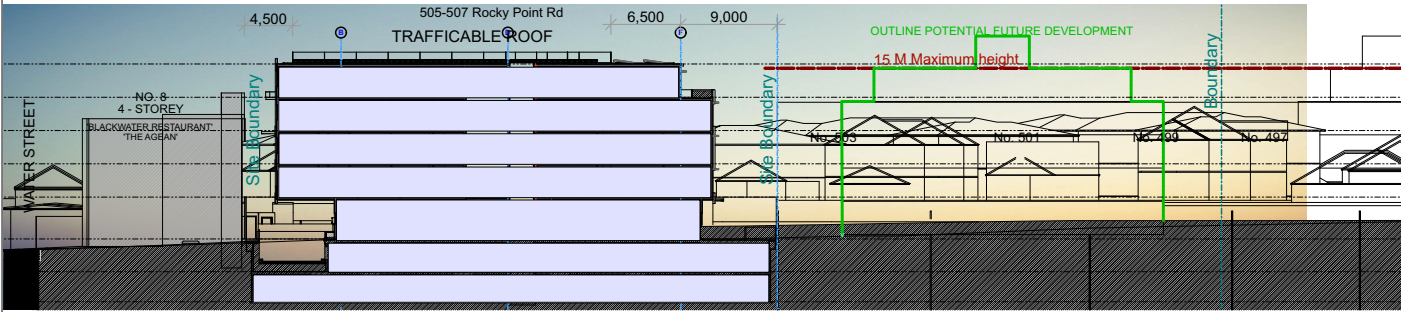 505-507 Rocky Point Rd
4,500
6,500
9,000
B
F
TRAFFICABLE ROOF
OUTLINE POTENTIAL FUTURE DEVELOPMENT
15 M Maximum height
NO. 8
4 - STOREY
'BLACKWATER RESTAURANT'
'THE AGEAN'
WATER STREET
Site Boundary
Site Boundary
Boundary
No. 503
No. 501
No. 499
No. 497